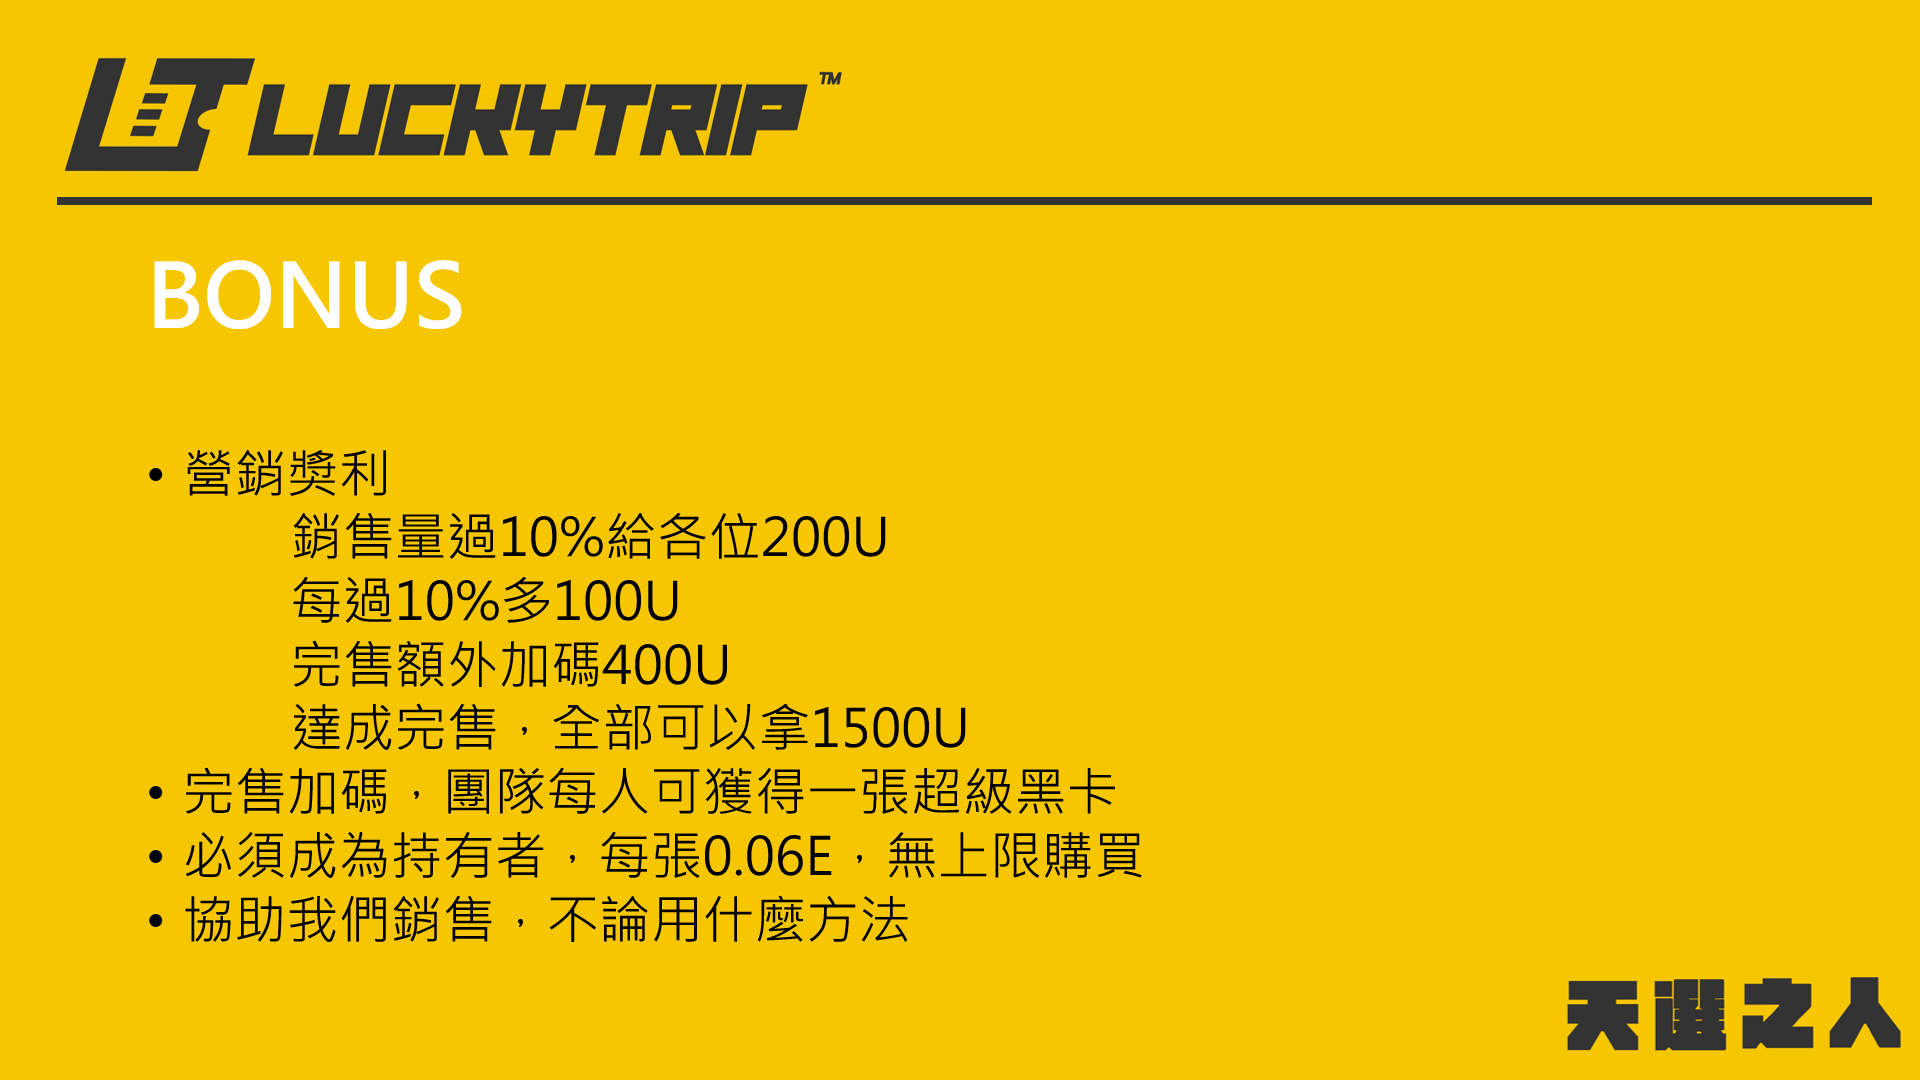 LUCKYTRIP™
BONUS
• 營銷獎利
銷售量過10%給各位200U
每過10%多100U
完售額外加碼400U
達成完售，全部可以拿1500U
• 完售加碼，團隊每人可獲得一張超級黑卡
• 必須成為持有者，每張0.06E，無上限購買
• 協助我們銷售，不論用什麼方法
天選之人